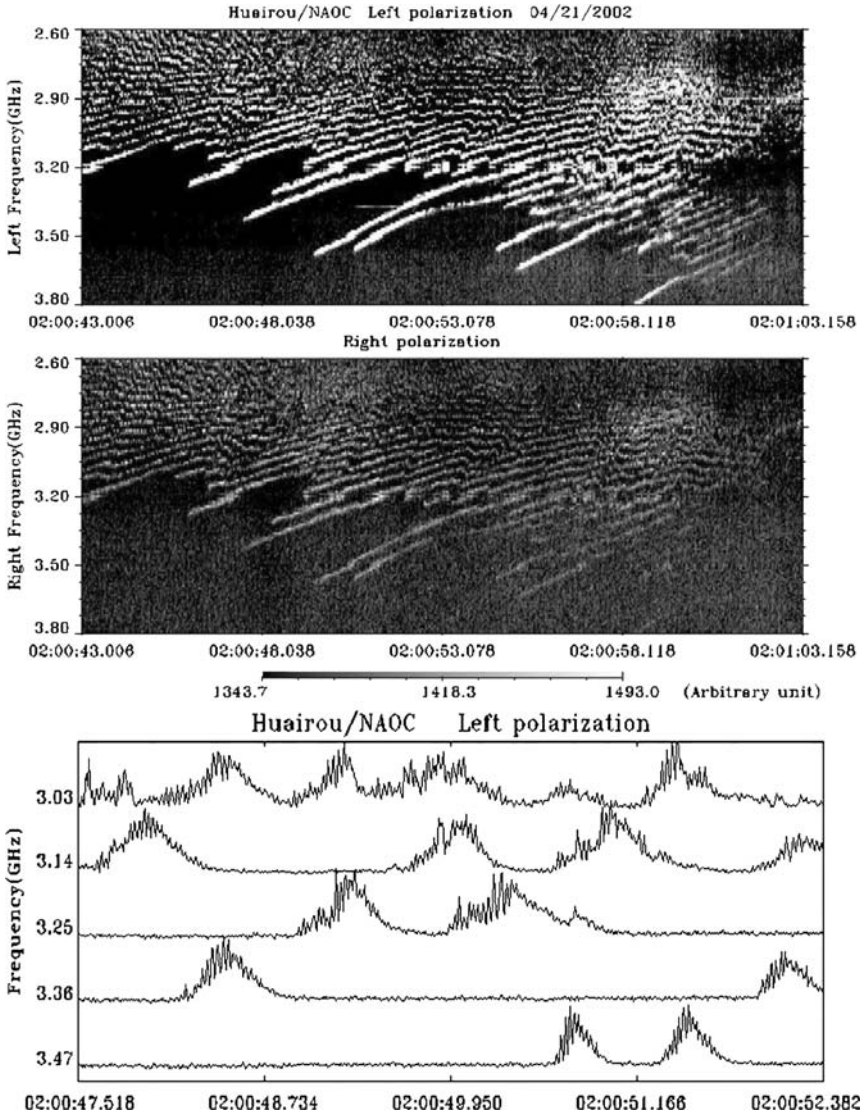 Huairou/NAOC Left polarization 04/21/2002
Left Frequency(GHz)
2.60
2.90
3.20
3.50
3.80
02:00:43.006 02:00:48.038 02:00:53.078 02:00:58.118 02:01:03.158
Right polarization
Right Frequency(GHz)
2.60
2.90
3.20
3.50
3.80
02:00:43.006 02:00:48.038 02:00:53.078 02:00:58.118 02:01:03.158
1343.7 1418.3 1493.0 (Arbitrary unit)
Huairou/NAOC Left polarization
Frequency(GHz)
3.03
3.14
3.25
3.36
3.47
02:00:47.518 02:00:48.734 02:00:49.950 02:00:51.166 02:00:52.382